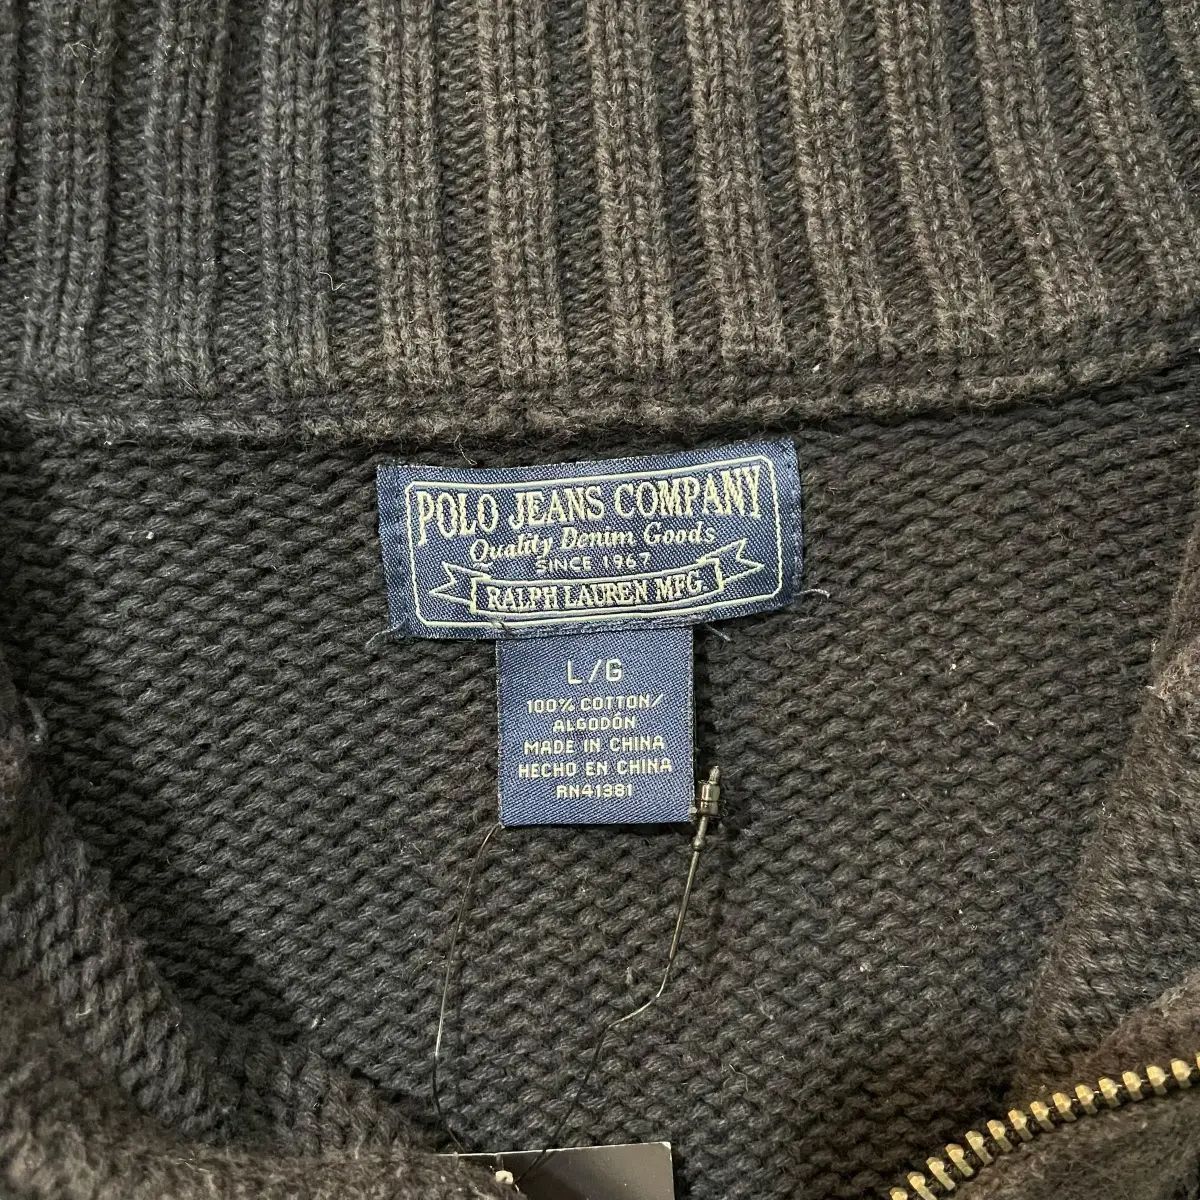 POLO JEANS COMPANY
Quality Denim Goods
SINCE 1967
RALPH LAUREN MFG.
L/G
100% COTTON/
ALGODÓN
MADE IN CHINA
HECHO EN CHINA
RN41381